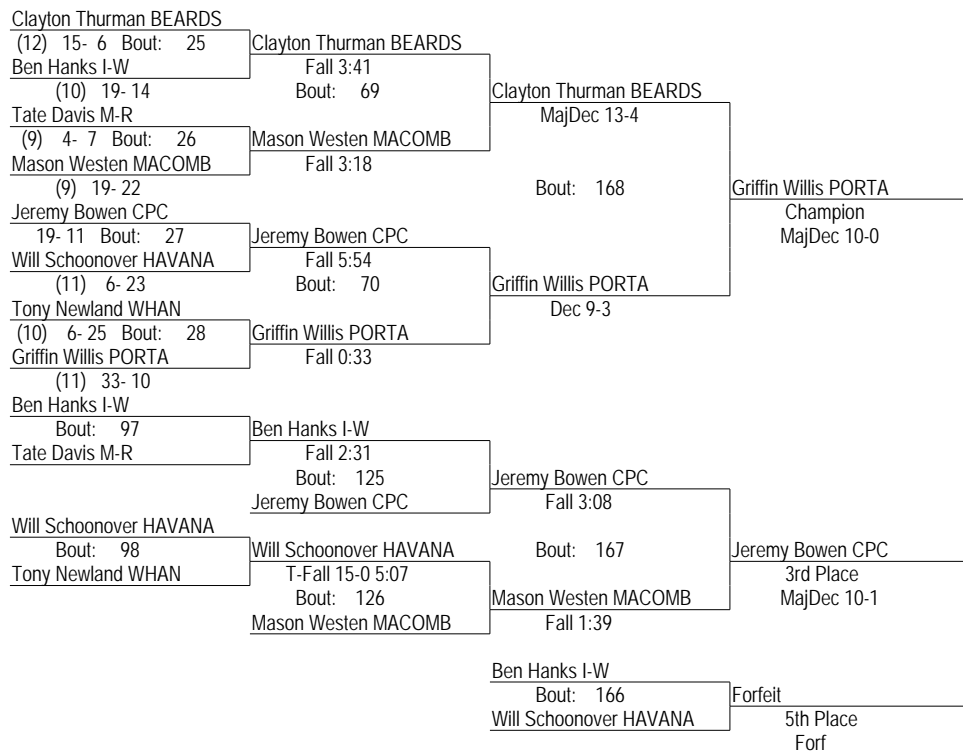 Clayton Thurman BEARDS
(12) 15- 6 Bout: 25
Ben Hanks I-W
(10) 19- 14
Tate Davis M-R
(9) 4- 7 Bout: 26
Mason Westen MACOMB
(9) 19- 22
Jeremy Bowen CPC
19- 11 Bout: 27
Will Schoonover HAVANA
(11) 6- 23
Tony Newland WHAN
(10) 6- 25 Bout: 28
Griffin Willis PORTA
(11) 33- 10
Clayton Thurman BEARDS
Fall 3:41
Bout: 69
Mason Westen MACOMB
Fall 3:18
Jeremy Bowen CPC
Fall 5:54
Bout: 70
Griffin Willis PORTA
Fall 0:33
Clayton Thurman BEARDS
MajDec 13-4
Bout: 168
Griffin Willis PORTA
Dec 9-3
Griffin Willis PORTA
Champion
MajDec 10-0
Ben Hanks I-W
Bout: 97
Tate Davis M-R
Will Schoonover HAVANA
Bout: 98
Tony Newland WHAN
Ben Hanks I-W
Fall 2:31
Bout: 125
Jeremy Bowen CPC
Will Schoonover HAVANA
T-Fall 15-0 5:07
Bout: 126
Mason Westen MACOMB
Jeremy Bowen CPC
Fall 3:08
Bout: 167
Mason Westen MACOMB
Fall 1:39
Jeremy Bowen CPC
3rd Place
MajDec 10-1
Ben Hanks I-W
Bout: 166
Will Schoonover HAVANA
Forfeit
5th Place
Forf